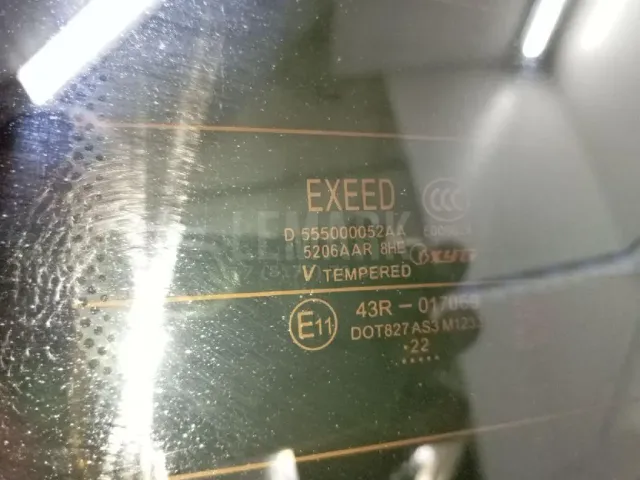 EXEED
D 555000052AA
5206AAR 8HE
V TEMPERED
E11
43R - 01706
DOT827 AS3 M123
.22
.....